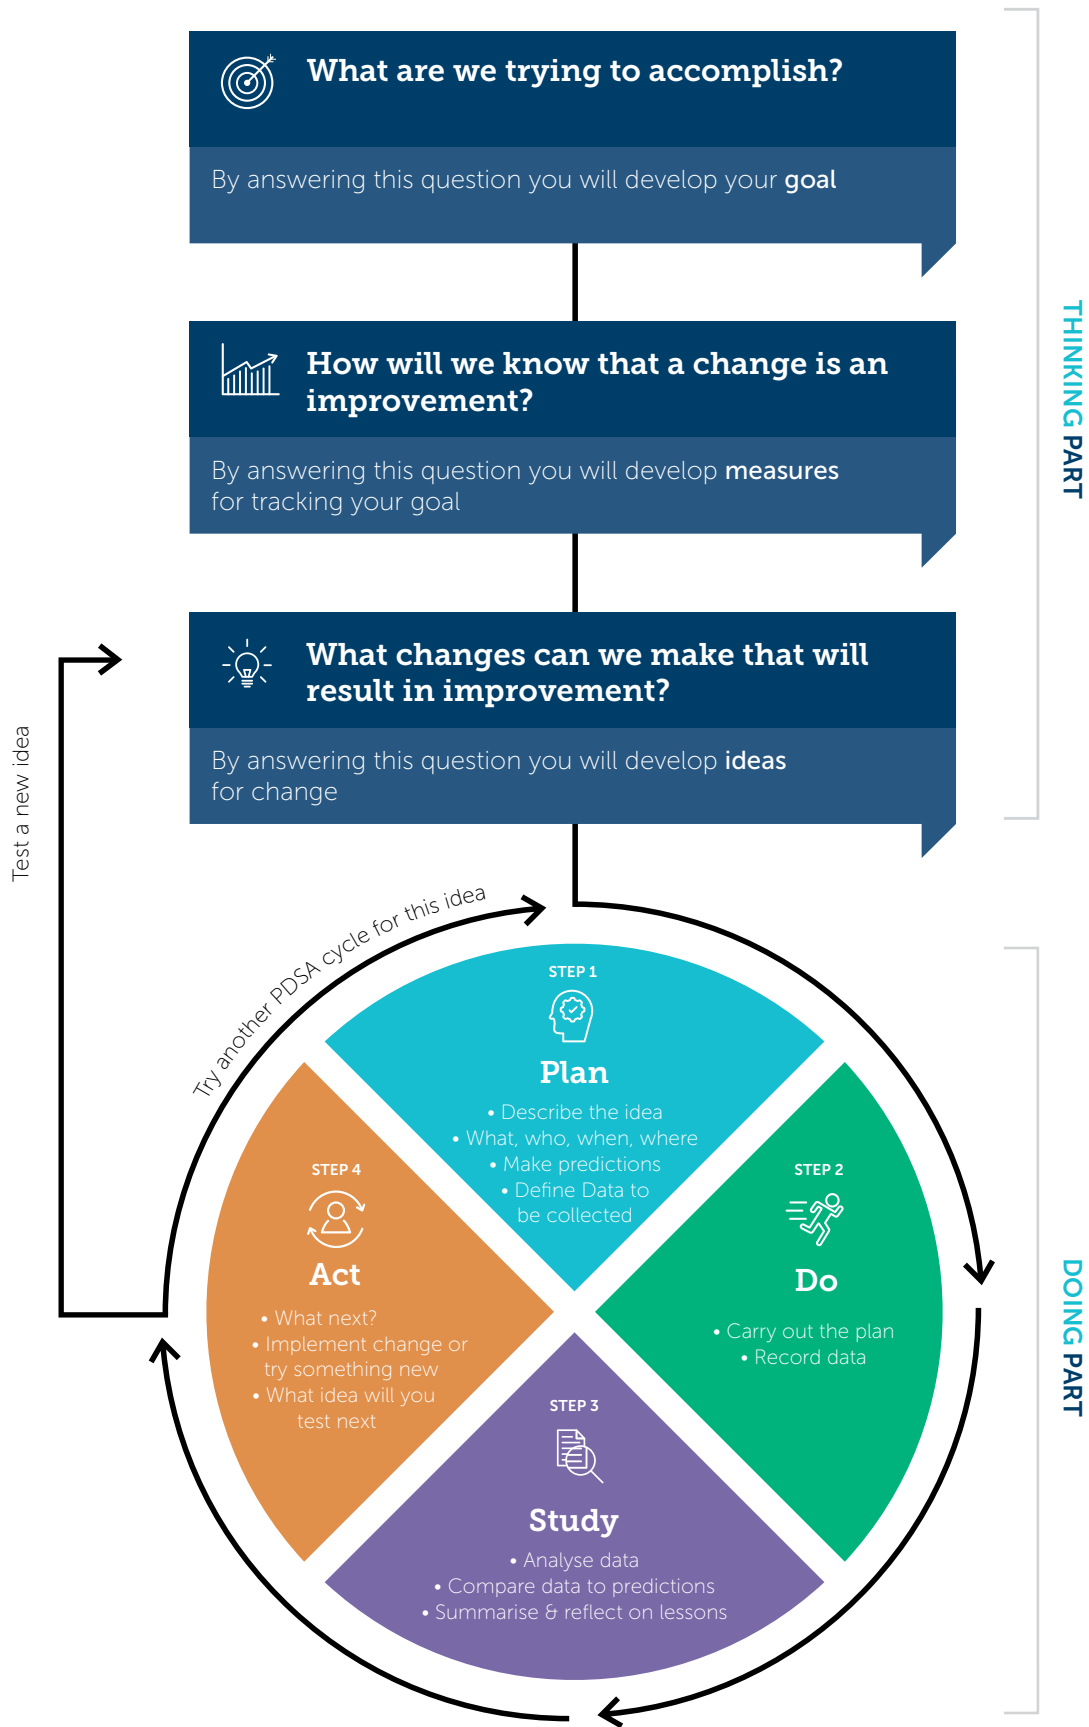 What are we trying to accomplish?
By answering this question you will develop your goal
How will we know that a change is an
improvement?
By answering this question you will develop measures
for tracking your goal
What changes can we make that will
result in improvement?
By answering this question you will develop ideas
for change
THINKING PART
Test a new idea
Try another PDSA cycle for this idea
STEP 1
Plan
• Describe the idea
• What, who, when, where
• Make predictions
• Define Data to
be collected
STEP 2
Do
• Carry out the plan
• Record data
STEP 3
Study
• Analyse data
• Compare data to predictions
• Summarise & reflect on lessons
STEP 4
Act
• What next?
• Implement change or
try something new
• What idea will you
test next
DOING PART